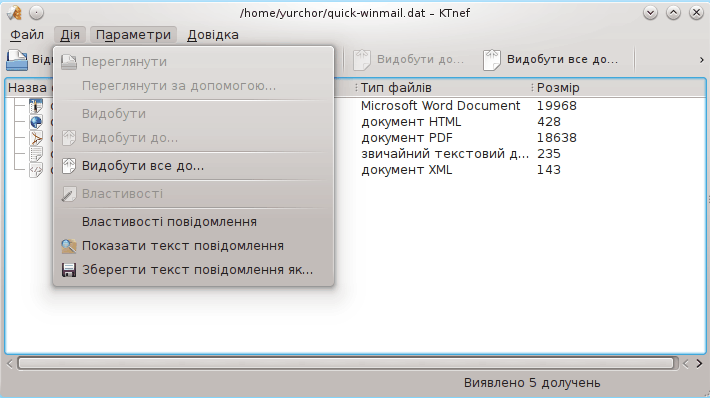 /home/yurchor/quick-winmail.dat – KTnef
Файл Дія Параметри Довідка
Видобути до... Видобути все до...
Назва Тип файлів Розмір
Переглянути
Переглянути за допомогою...
Видобути
Видобути до...
Видобути все до...
Властивості
Властивості повідомлення
Показати текст повідомлення
Зберегти текст повідомлення як...
Microsoft Word Document 19968
документ HTML 428
документ PDF 18638
звичайний текстовий д... 235
документ XML 143
Виявлено 5 долучень